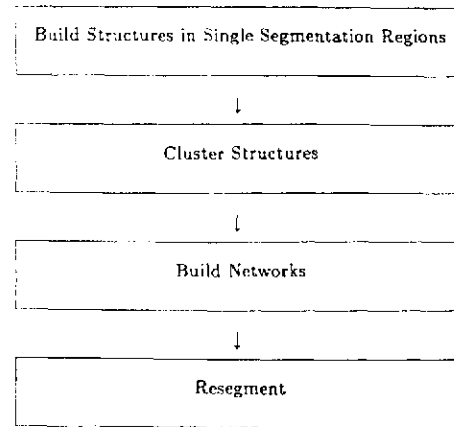 Build Structures in Single Segmentation Regions
Cluster Structures
Build Networks
Resegment